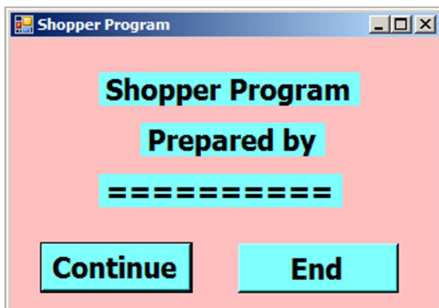 Shopper Program
Shopper Program
Prepared by
==========
Continue End